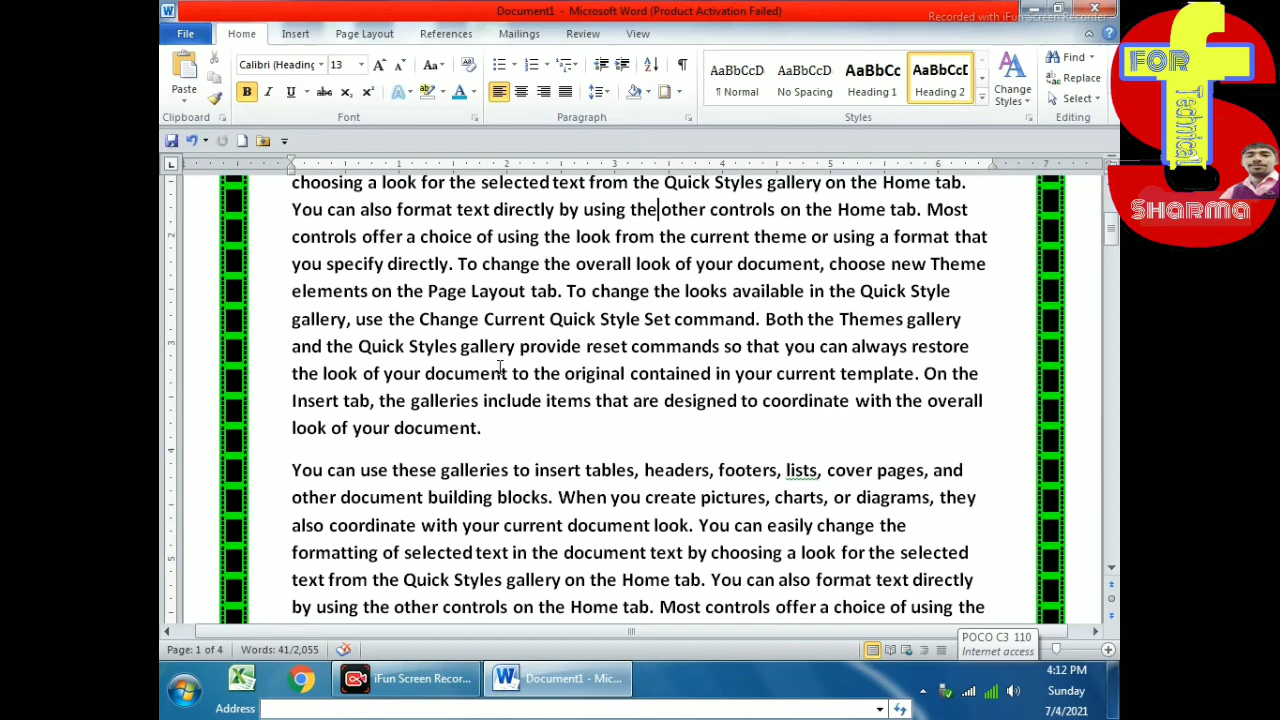 Document1 - Microsoft Word (Product Activation Failed)
Recorded with iFun Screen Recorder
File Home Insert Page Layout References Mailings Review View
Calibri (Heading 13
Paste
B I U abc x₂ x²
Clipboard Font Paragraph Styles Editing
AaBbCcD AaBbCcD AaBbCc AaBbCcD
¶ Normal No Spacing Heading 1 Heading 2
Change Styles
Find
Replace
Select
1 2 3 4 5 6 7
choosing a look for the selected text from the Quick Styles gallery on the Home tab.
You can also format text directly by using the other controls on the Home tab. Most
controls offer a choice of using the look from the current theme or using a format that
you specify directly. To change the overall look of your document, choose new Theme
elements on the Page Layout tab. To change the looks available in the Quick Style
gallery, use the Change Current Quick Style Set command. Both the Themes gallery
and the Quick Styles gallery provide reset commands so that you can always restore
the look of your document to the original contained in your current template. On the
Insert tab, the galleries include items that are designed to coordinate with the overall
look of your document.
You can use these galleries to insert tables, headers, footers, lists, cover pages, and
other document building blocks. When you create pictures, charts, or diagrams, they
also coordinate with your current document look. You can easily change the
formatting of selected text in the document text by choosing a look for the selected
text from the Quick Styles gallery on the Home tab. You can also format text directly
by using the other controls on the Home tab. Most controls offer a choice of using the
3
4
5
Page: 1 of 4 Words: 41/2,055
POCO C3 110
Internet access
iFun Screen Recor...
Document1 - Mic...
4:12 PM
Sunday
7/4/2021
Address
S
f
FOR
Technical
Sharma